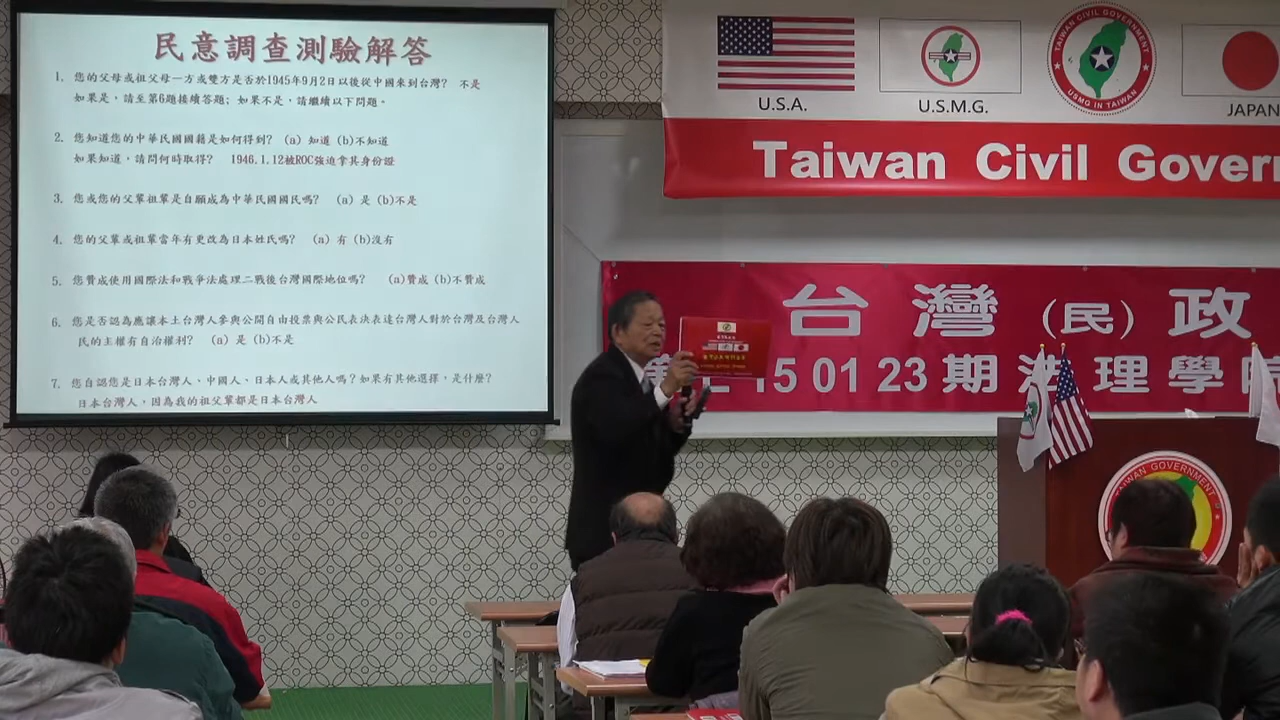 民意調查測驗解答
1. 您的父母或祖父母一方或雙方是否於1945年9月2日以後從中國來到台灣? 不是
如果是，請至第6題接續答題; 如果不是，請繼續以下問題。
2. 您知道您的中華民國國籍是如何得到? (a) 知道 (b)不知道
如果知道，請問何時取得? 1946.1.12被ROC強迫拿其身份證
3. 您或您的父輩祖輩是自願成為中華民國國民嗎? (a) 是 (b)不是
4. 您的父輩或祖輩當年有更改為日本姓氏嗎? (a) 有 (b)沒有
5. 您贊成使用國際法和戰爭法處理二戰後台灣國際地位嗎? (a)贊成 (b)不贊成
6. 您是否認為應讓本土台灣人參與公開自由投票與公民表決表達台灣人對於台灣及台灣人
民的主權有自治權利? (a) 是 (b)不是
7. 您自認您是日本台灣人、中國人、日本人或其他人嗎? 如果有其他選擇，是什麼?
日本台灣人，因為我的祖父輩都是日本台灣人
U.S.A.
U.S.M.G.
TAIWAN CIVIL GOVERNMENT
USMG IN TAIWAN
JAPAN
Taiwan Civil Govern
台灣(民)政
15 01 23 期法理學院
TAIWAN GOVERNMENT